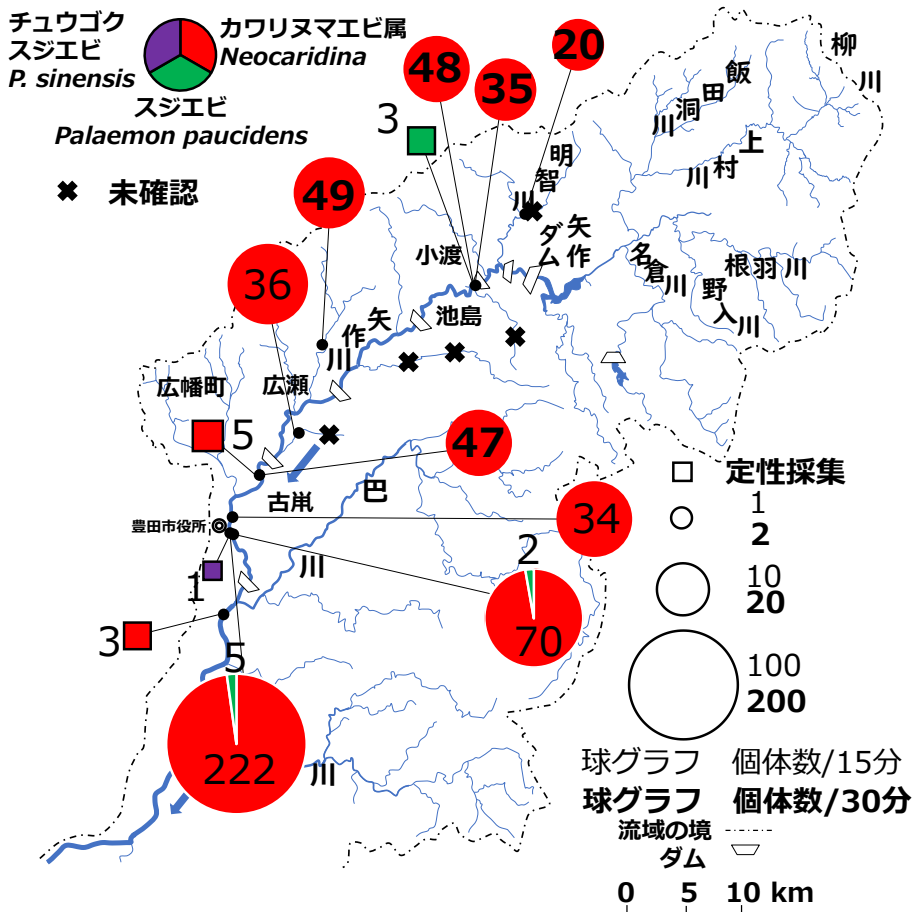 チュウゴク
スジエビ
P. sinensis
カワリヌマエビ属
Neocaridina
スジエビ
Palaemon paucidens
未確認
20
48
35
3
49
36
柳川
飯田洞川
上村川
明智川
矢作ダム
小渡
名倉川
根羽川
野入川
池島
矢作川
広瀬
広幡町
5
47
古鼡
巴川
豊田市役所
34
1
2
70
3
5
222
川
定性採集
1
2
10
20
100
200
球グラフ 個体数/15分
球グラフ 個体数/30分
流域の境
ダム
0 5 10 km